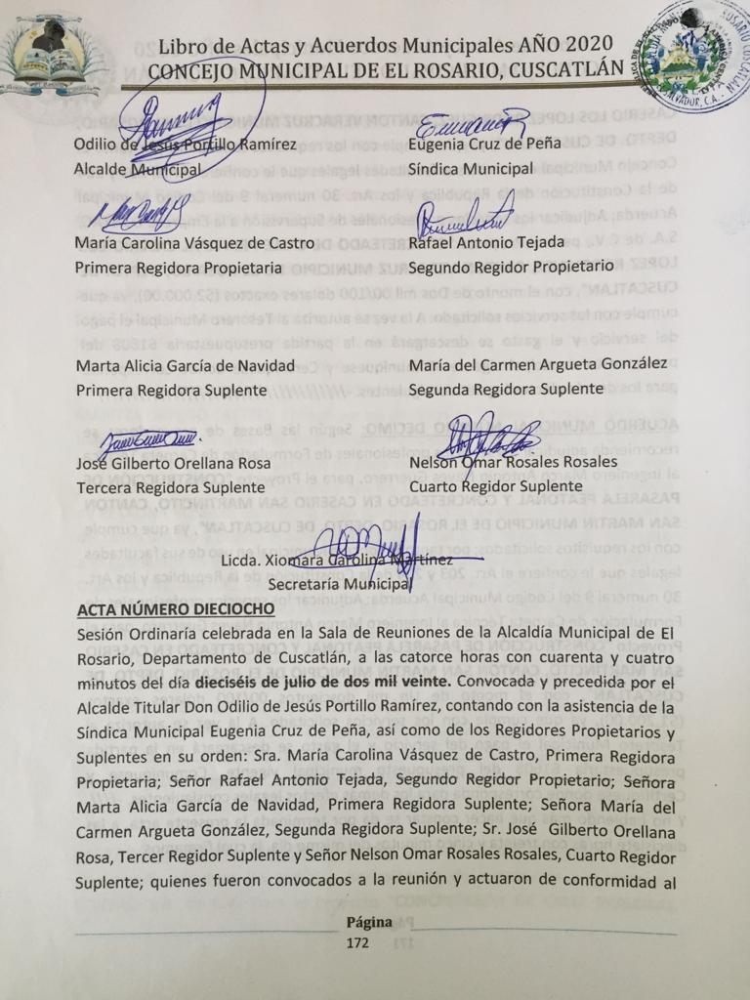 Libro de Actas y Acuerdos Municipales AÑO 2020
CONCEJO MUNICIPAL DE EL ROSARIO, CUSCATLÁN
Odilio de Jesús Portillo Ramírez
Alcalde Municipal
Eugenia Cruz de Peña
Síndica Municipal
María Carolina Vásquez de Castro
Primera Regidora Propietaria
Rafael Antonio Tejada
Segundo Regidor Propietario
Marta Alicia García de Navidad
Primera Regidora Suplente
María del Carmen Argueta González
Segunda Regidora Suplente
José Gilberto Orellana Rosa
Tercera Regidora Suplente
Nelson Omar Rosales Rosales
Cuarto Regidor Suplente
Licda. Xiomara Carolina Martínez
Secretaría Municipal
ACTA NÚMERO DIECIOCHO
Sesión Ordinaría celebrada en la Sala de Reuniones de la Alcaldía Municipal de El
Rosario, Departamento de Cuscatlán, a las catorce horas con cuarenta y cuatro
minutos del día dieciséis de julio de dos mil veinte. Convocada y precedida por el
Alcalde Titular Don Odilio de Jesús Portillo Ramírez, contando con la asistencia de la
Síndica Municipal Eugenia Cruz de Peña, así como de los Regidores Propietarios y
Suplentes en su orden: Sra. María Carolina Vásquez de Castro, Primera Regidora
Propietaria; Señor Rafael Antonio Tejada, Segundo Regidor Propietario; Señora
Marta Alicia García de Navidad, Primera Regidora Suplente; Señora María del
Carmen Argueta González, Segunda Regidora Suplente; Sr. José Gilberto Orellana
Rosa, Tercer Regidor Suplente y Señor Nelson Omar Rosales Rosales, Cuarto Regidor
Suplente; quienes fueron convocados a la reunión y actuaron de conformidad al
Página
172